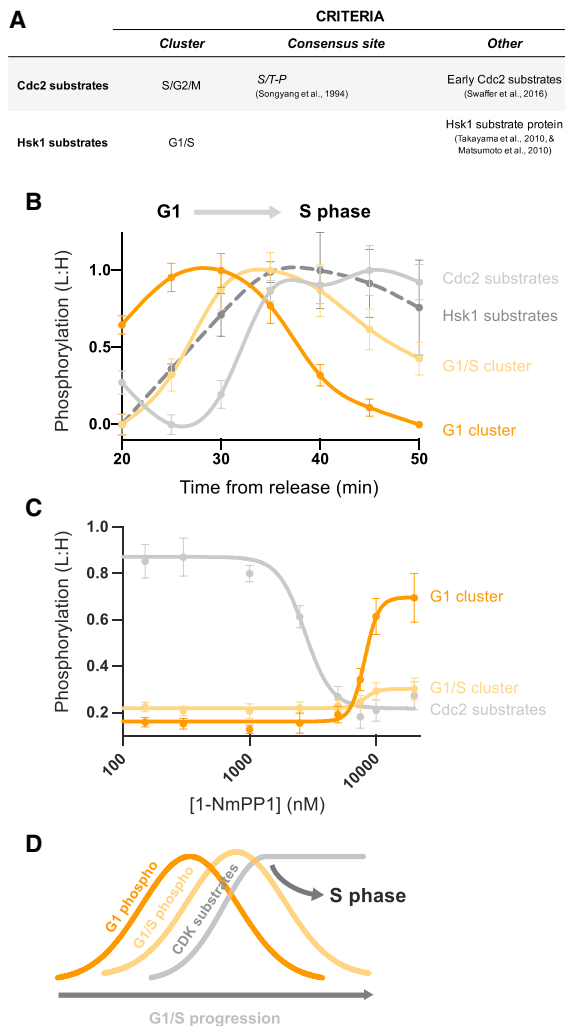 A
CRITERIA
Cluster Consensus site Other
Cdc2 substrates S/G2/M S/T-P Early Cdc2 substrates
(Songyang et al., 1994) (Swaffer et al., 2016)
Hsk1 substrates G1/S Hsk1 substrate protein
(Takayama et al., 2010, &
Matsumoto et al., 2010)
B
G1 S phase
Phosphorylation (L:H)
1.0
0.5
0.0
20 30 40 50
Time from release (min)
Cdc2 substrates
Hsk1 substrates
G1/S cluster
G1 cluster
C
Phosphorylation (L:H)
1.0
0.8
0.6
0.4
0.2
100 1000 10000
[1-NmPP1] (nM)
G1 cluster
G1/S cluster
Cdc2 substrates
D
G1 phospho
G1/S phospho
CDK substrates
S phase
G1/S progression